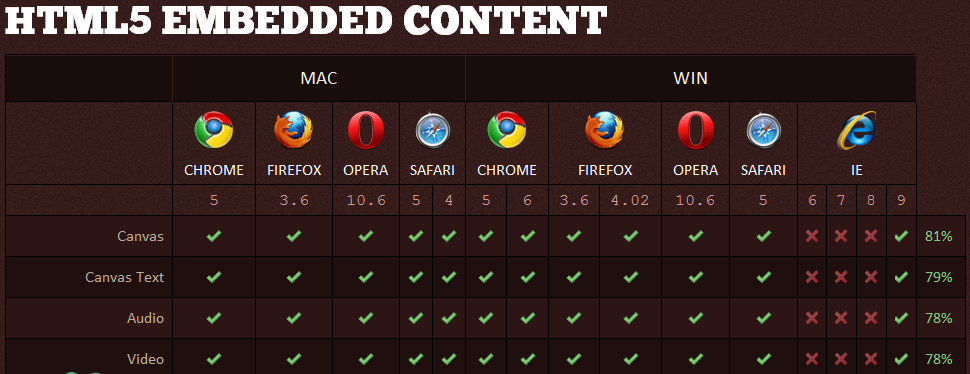 HTML5 EMBEDDED CONTENT
MAC WIN
CHROME FIREFOX OPERA SAFARI CHROME FIREFOX OPERA SAFARI IE
5 3.6 10.6 5 4 5 6 3.6 4.02 10.6 5 6 7 8 9
Canvas 81%
Canvas Text 79%
Audio 78%
Video 78%